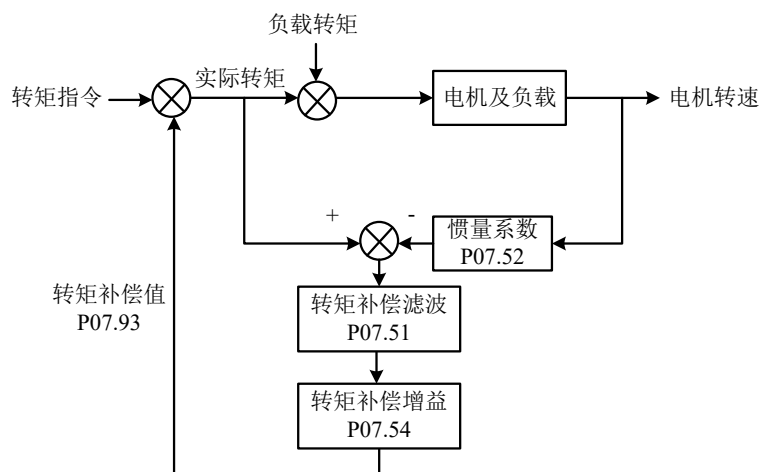 负载转矩
转矩指令
实际转矩
电机及负载
电机转速
+
-
惯量系数
P07.52
转矩补偿值
P07.93
转矩补偿滤波
P07.51
转矩补偿增益
P07.54